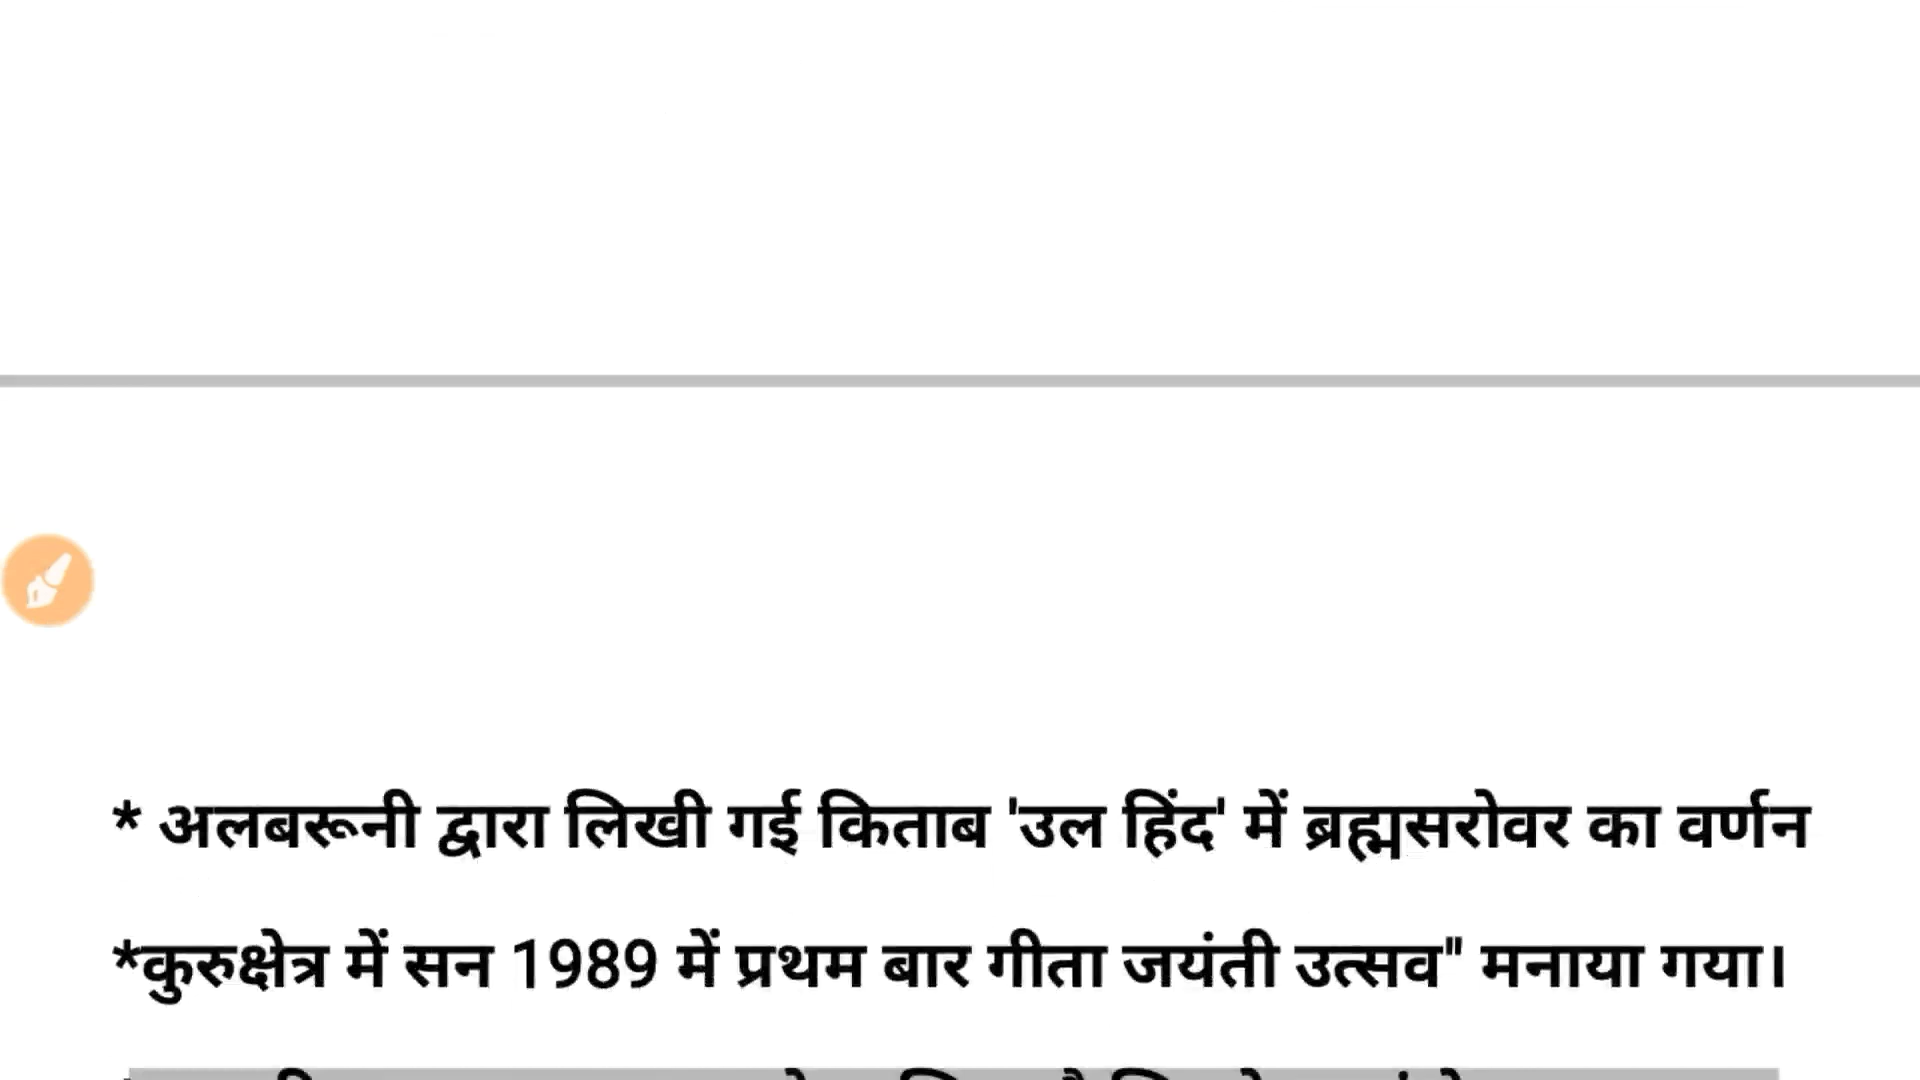 * अलबरूनी द्वारा लिखी गई किताब 'उल हिंद' में ब्रह्मसरोवर का वर्णन
*कुरुक्षेत्र में सन 1989 में प्रथम बार गीता जयंती उत्सव" मनाया गया।